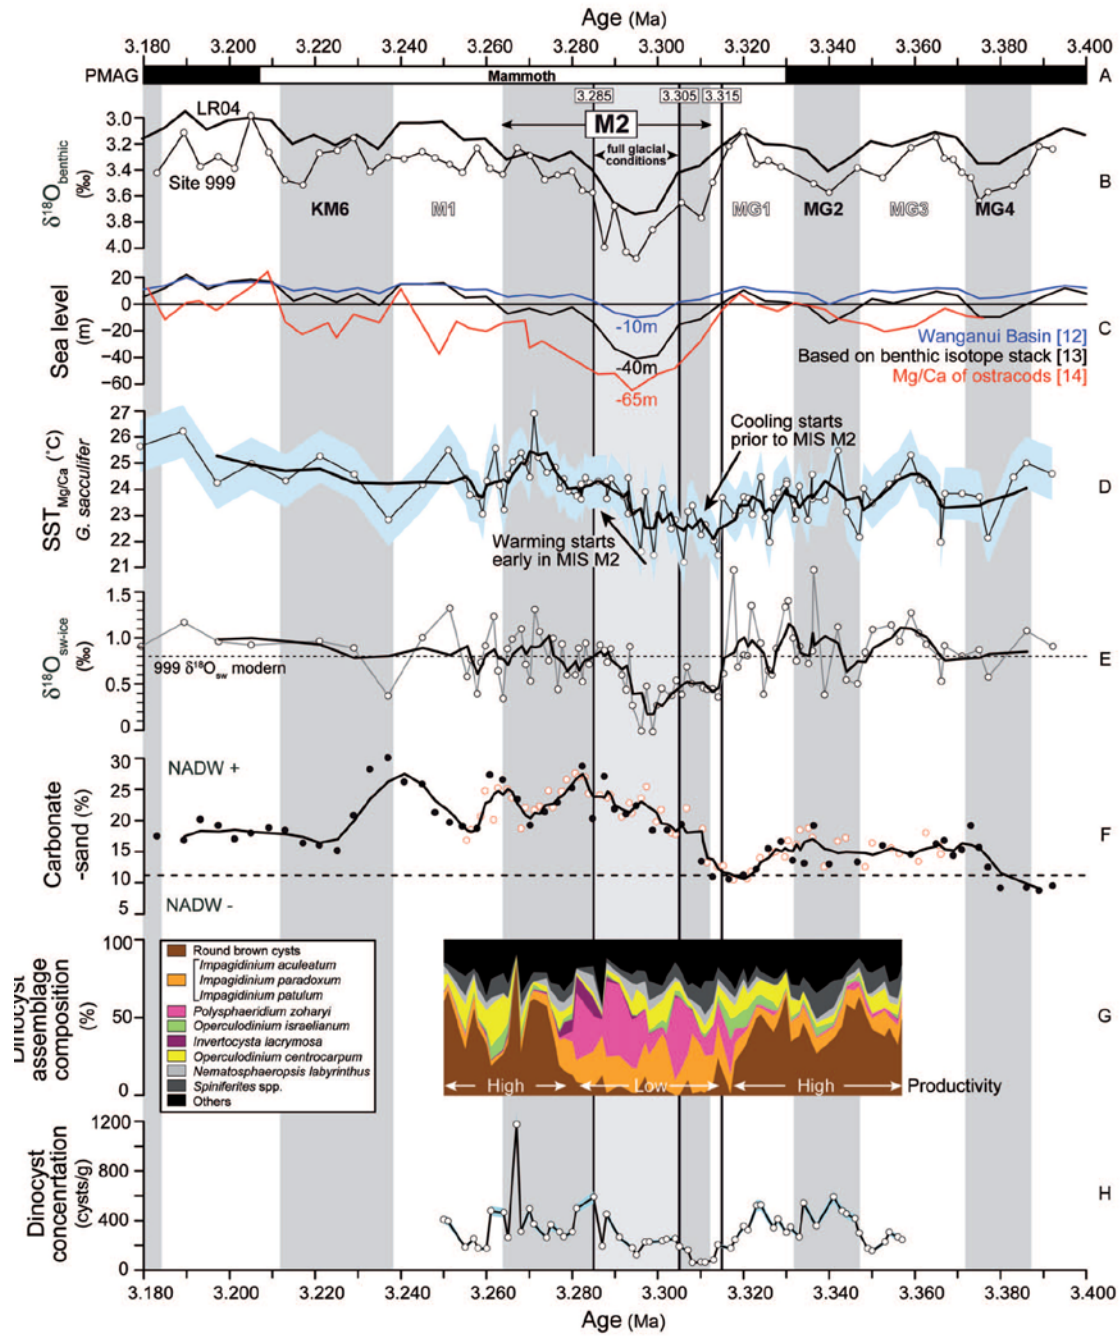 Age (Ma)
3.180 3.200 3.220 3.240 3.260 3.280 3.300 3.320 3.340 3.360 3.380 3.400
PMAG Mammoth A
3.285 3.305 3.315
LR04
M2
full glacial
conditions
Site 999
KM6 M1 MG1 MG2 MG3 MG4
δ18Obenthic
(‰)
3.0
3.2
3.4
3.6
3.8
4.0
B
Sea level
(m)
20
0
-20
-40
-60
-10m
-40m
-65m
Wanganui Basin [12]
Based on benthic isotope stack [13]
Mg/Ca of ostracods [14]
C
SSTMg/Ca (°C)
G. sacculifer
27
26
25
24
23
22
21
Cooling starts
prior to MIS M2
Warming starts
early in MIS M2
D
δ18Osw-ice
(‰)
1.5
1.0
0.5
0
999 δ18Osw modern
E
Carbonate
-sand (%)
30
25
20
15
10
5
NADW +
NADW -
F
Dinocyst
assemblage
composition
(%)
100
50
0
Round brown cysts
Impagidinium aculeatum
Impagidinium paradoxum
Impagidinium patulum
Polysphaeridium zoharyi
Operculodinium israelianum
Invertocysta lacrymosa
Operculodinium centrocarpum
Nematosphaeropsis labyrinthus
Spiniferites spp.
Others
High Low High Productivity
G
Dinocyst
concenrtation
(cysts/g)
1200
800
400
0
H
3.180 3.200 3.220 3.240 3.260 3.280 3.300 3.320 3.340 3.360 3.380 3.400
Age (Ma)